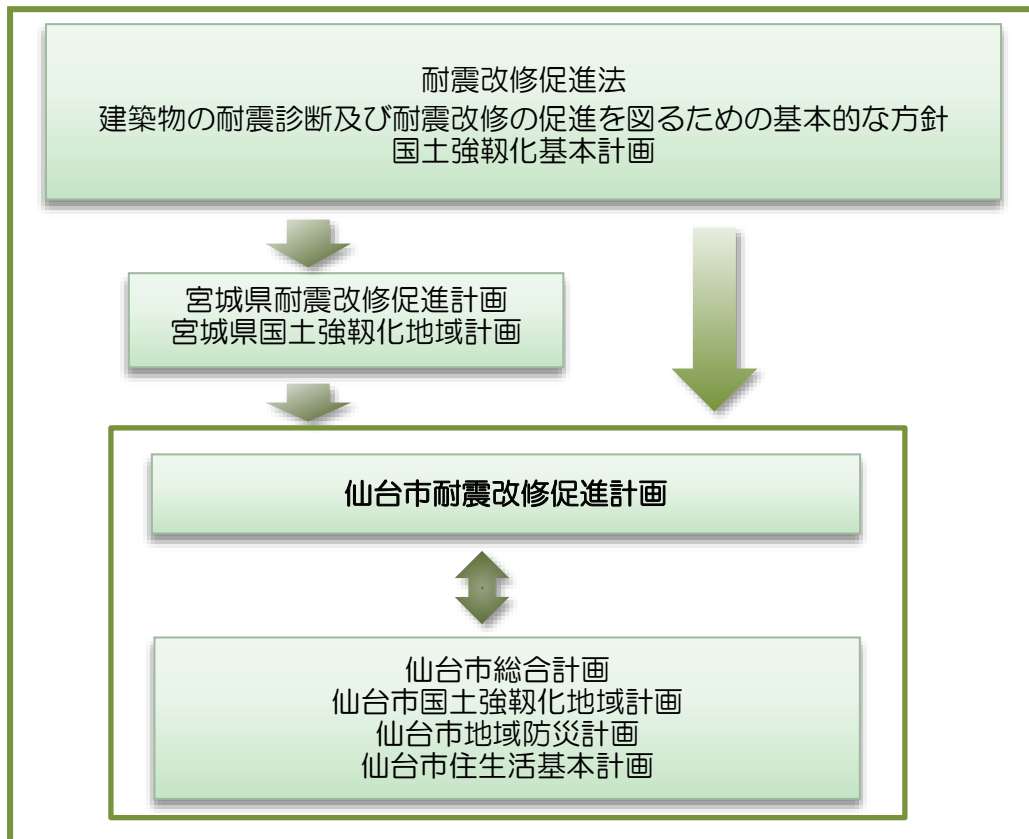 耐震改修促進法
建築物の耐震診断及び耐震改修の促進を図るための基本的な方針
国土強靱化基本計画
宮城県耐震改修促進計画
宮城県国土強靱化地域計画
仙台市耐震改修促進計画
仙台市総合計画
仙台市国土強靱化地域計画
仙台市地域防災計画
仙台市住生活基本計画